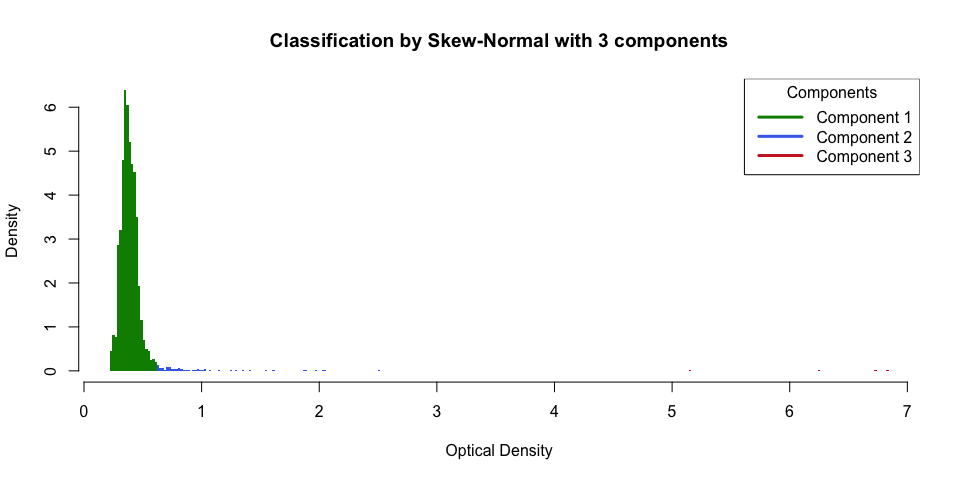 Classification by Skew-Normal with 3 components
Components
Component 1
Component 2
Component 3
Density
6
5
4
3
2
1
0
0 1 2 3 4 5 6 7
Optical Density